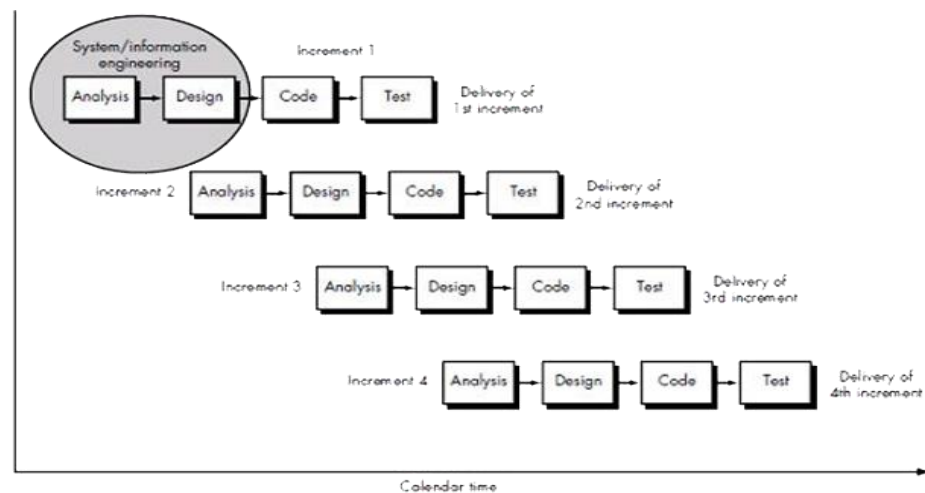 System/information
engineering
Increment 1
Analysis
Design
Code
Test
Delivery of
1st increment
Increment 2
Analysis
Design
Code
Test
Delivery of
2nd increment
Increment 3
Analysis
Design
Code
Test
Delivery of
3rd increment
Increment 4
Analysis
Design
Code
Test
Delivery of
4th increment
Calendar time